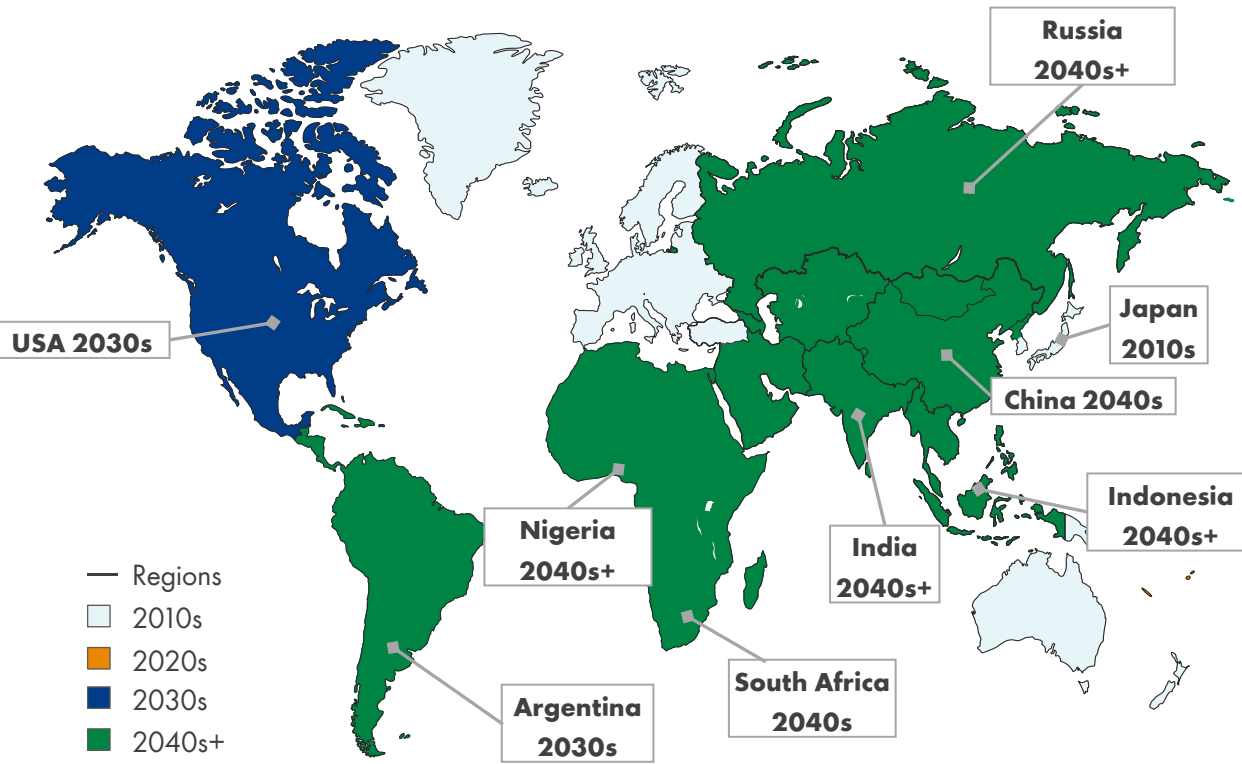 Russia
2040s+
USA 2030s
Japan
2010s
China 2040s
Indonesia
2040s+
Nigeria
2040s+
India
2040s+
South Africa
2040s
Argentina
2030s
Regions
2010s
2020s
2030s
2040s+